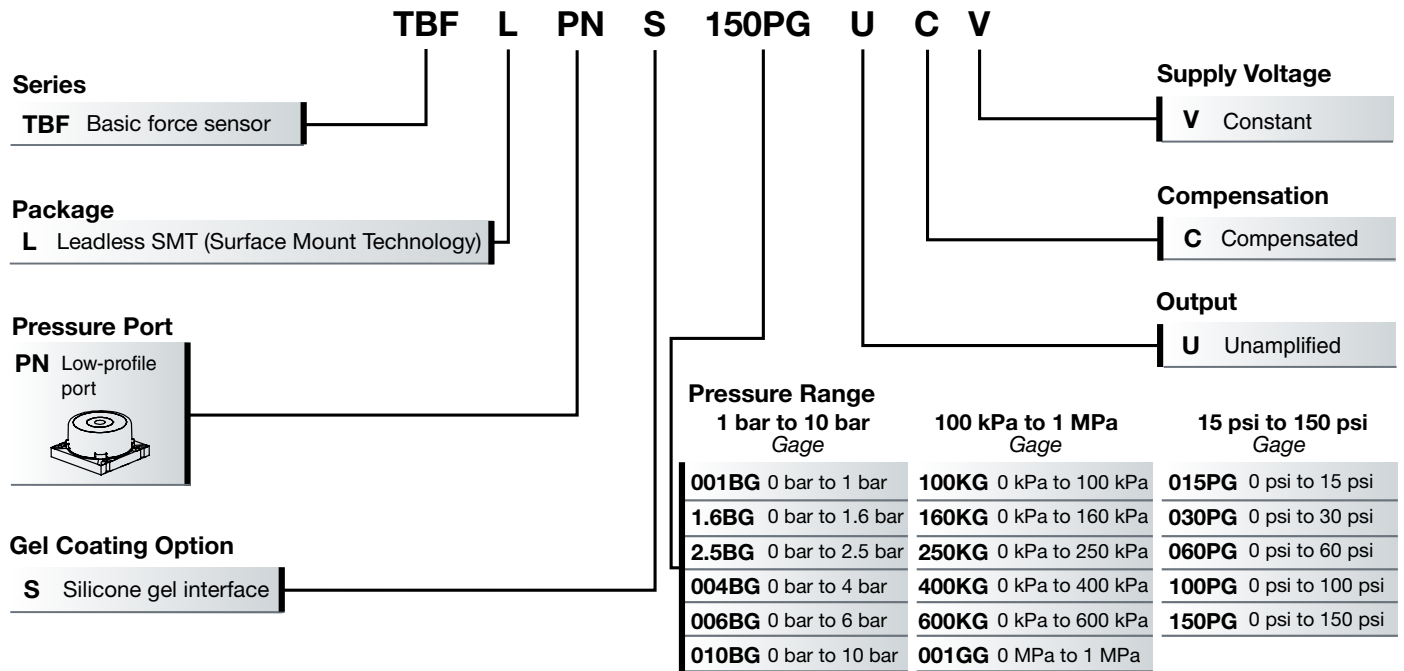 TBF L PN S 150PG U C V
Series
TBF Basic force sensor
Package
L Leadless SMT (Surface Mount Technology)
Pressure Port
PN Low-profile
port
Gel Coating Option
S Silicone gel interface
Supply Voltage
V Constant
Compensation
C Compensated
Output
U Unamplified
Pressure Range
1 bar to 10 bar 100 kPa to 1 MPa 15 psi to 150 psi
Gage Gage Gage
001BG 0 bar to 1 bar 100KG 0 kPa to 100 kPa 015PG 0 psi to 15 psi
1.6BG 0 bar to 1.6 bar 160KG 0 kPa to 160 kPa 030PG 0 psi to 30 psi
2.5BG 0 bar to 2.5 bar 250KG 0 kPa to 250 kPa 060PG 0 psi to 60 psi
004BG 0 bar to 4 bar 400KG 0 kPa to 400 kPa 100PG 0 psi to 100 psi
006BG 0 bar to 6 bar 600KG 0 kPa to 600 kPa 150PG 0 psi to 150 psi
010BG 0 bar to 10 bar 001GG 0 MPa to 1 MPa